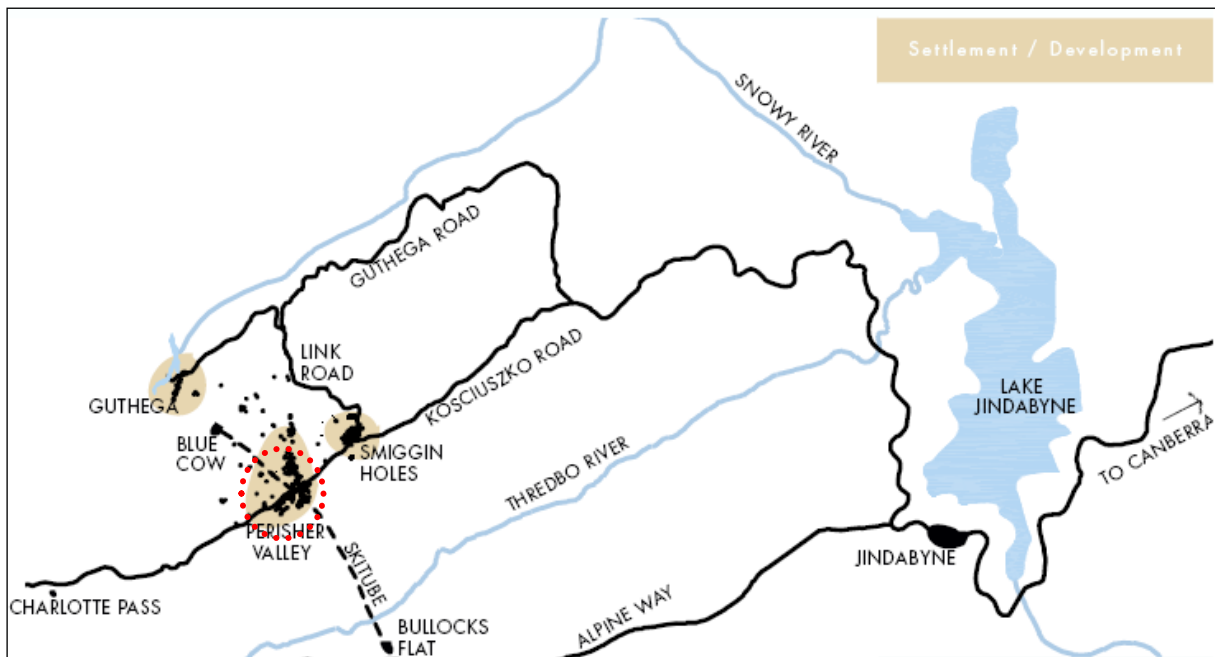 Settlement / Development
SNOWY RIVER
GUTHEGA ROAD
LINK
ROAD
KOSCIUSZKO ROAD
GUTHEGA
LAKE
JINDABYNE
TO CANBERRA
BLUE
COW
SMIGGIN
HOLES
THREDBO RIVER
PERISHER
VALLEY
SKITUBE
JINDABYNE
CHARLOTTE PASS
BULLOCKS
FLAT
ALPINE WAY